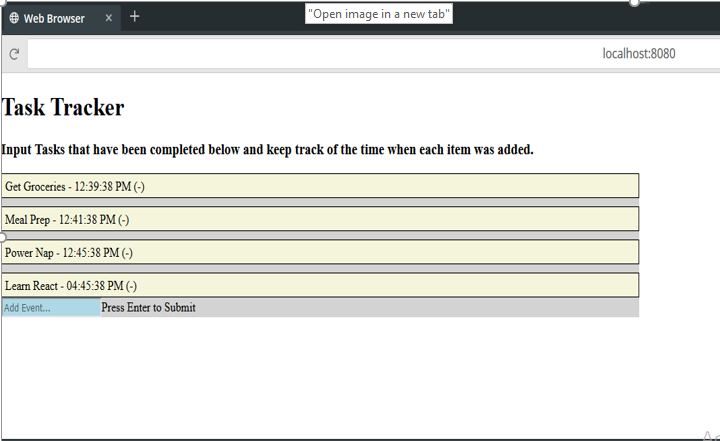 Web Browser
"Open image in a new tab"
localhost:8080
Task Tracker
Input Tasks that have been completed below and keep track of the time when each item was added.
Get Groceries - 12:39:38 PM (-)
Meal Prep - 12:41:38 PM (-)
Power Nap - 12:45:38 PM (-)
Learn React - 04:45:38 PM (-)
Add Event... Press Enter to Submit